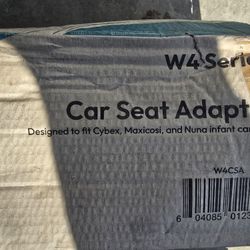 W4 Serie
Car Seat Adapt
Designed to fit Cybex, Maxicosi, and Nuna infant car
W4CSA
6 04085 0123